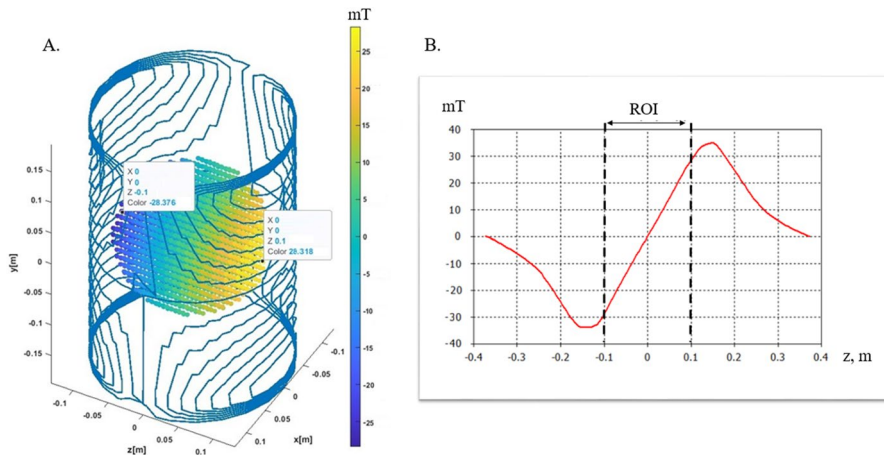 A.
mT
25
20
15
10
5
0
-5
-10
-15
-20
-25
0.15
0.1
0.05
0
-0.05
-0.1
-0.15
y[m]
X 0
Y 0
Z -0.1
Color -28.376
X 0
Y 0
Z 0.1
Color 28.318
-0.1
-0.05
0
0.05
0.1
z[m]
-0.1
-0.05
0
0.05
0.1
x[m]
B.
mT
ROI
40
30
20
10
0
-10
-20
-30
-40
-0.4
-0.3
-0.2
-0.1
0
0.1
0.2
0.3
0.4
z, m